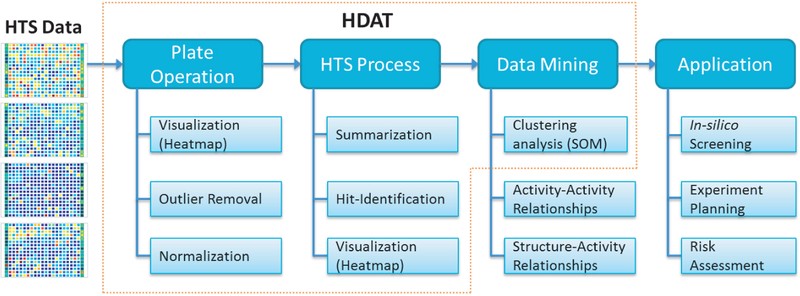 HDAT
HTS Data
Plate
Operation
HTS Process
Data Mining
Application
Visualization
(Heatmap)
Summarization
Clustering
analysis (SOM)
In-silico
Screening
Outlier Removal
Hit-Identification
Activity-Activity
Relationships
Experiment
Planning
Normalization
Visualization
(Heatmap)
Structure-Activity
Relationships
Risk
Assessment